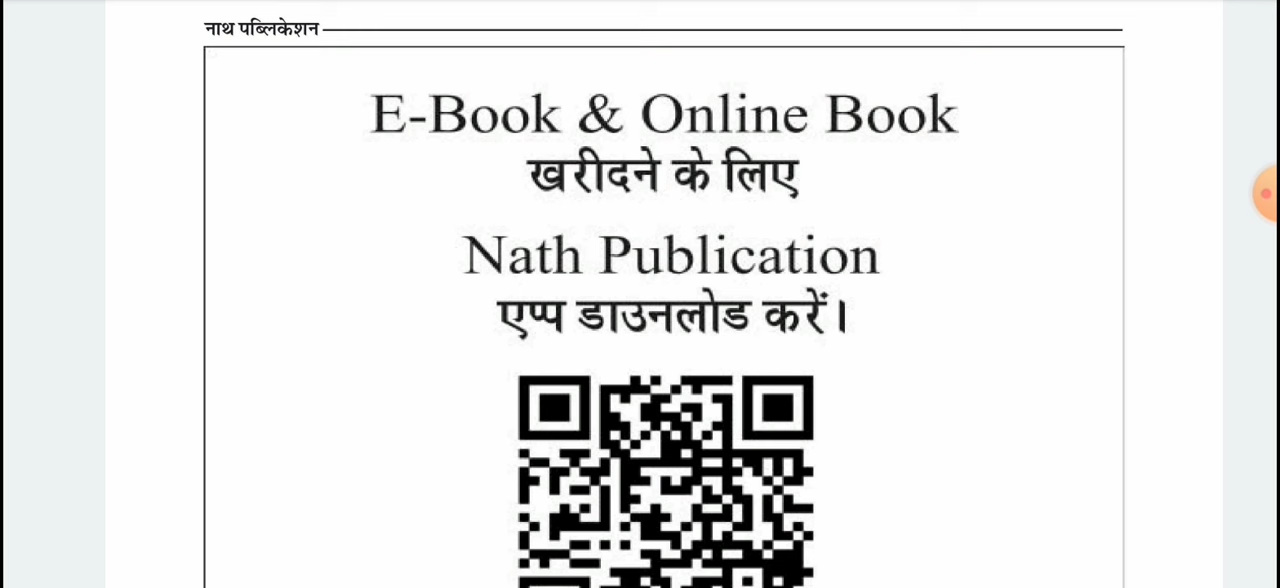 नाथ पब्लिकेशन
E-Book & Online Book
खरीदने के लिए
Nath Publication
एप्प डाउनलोड करें।